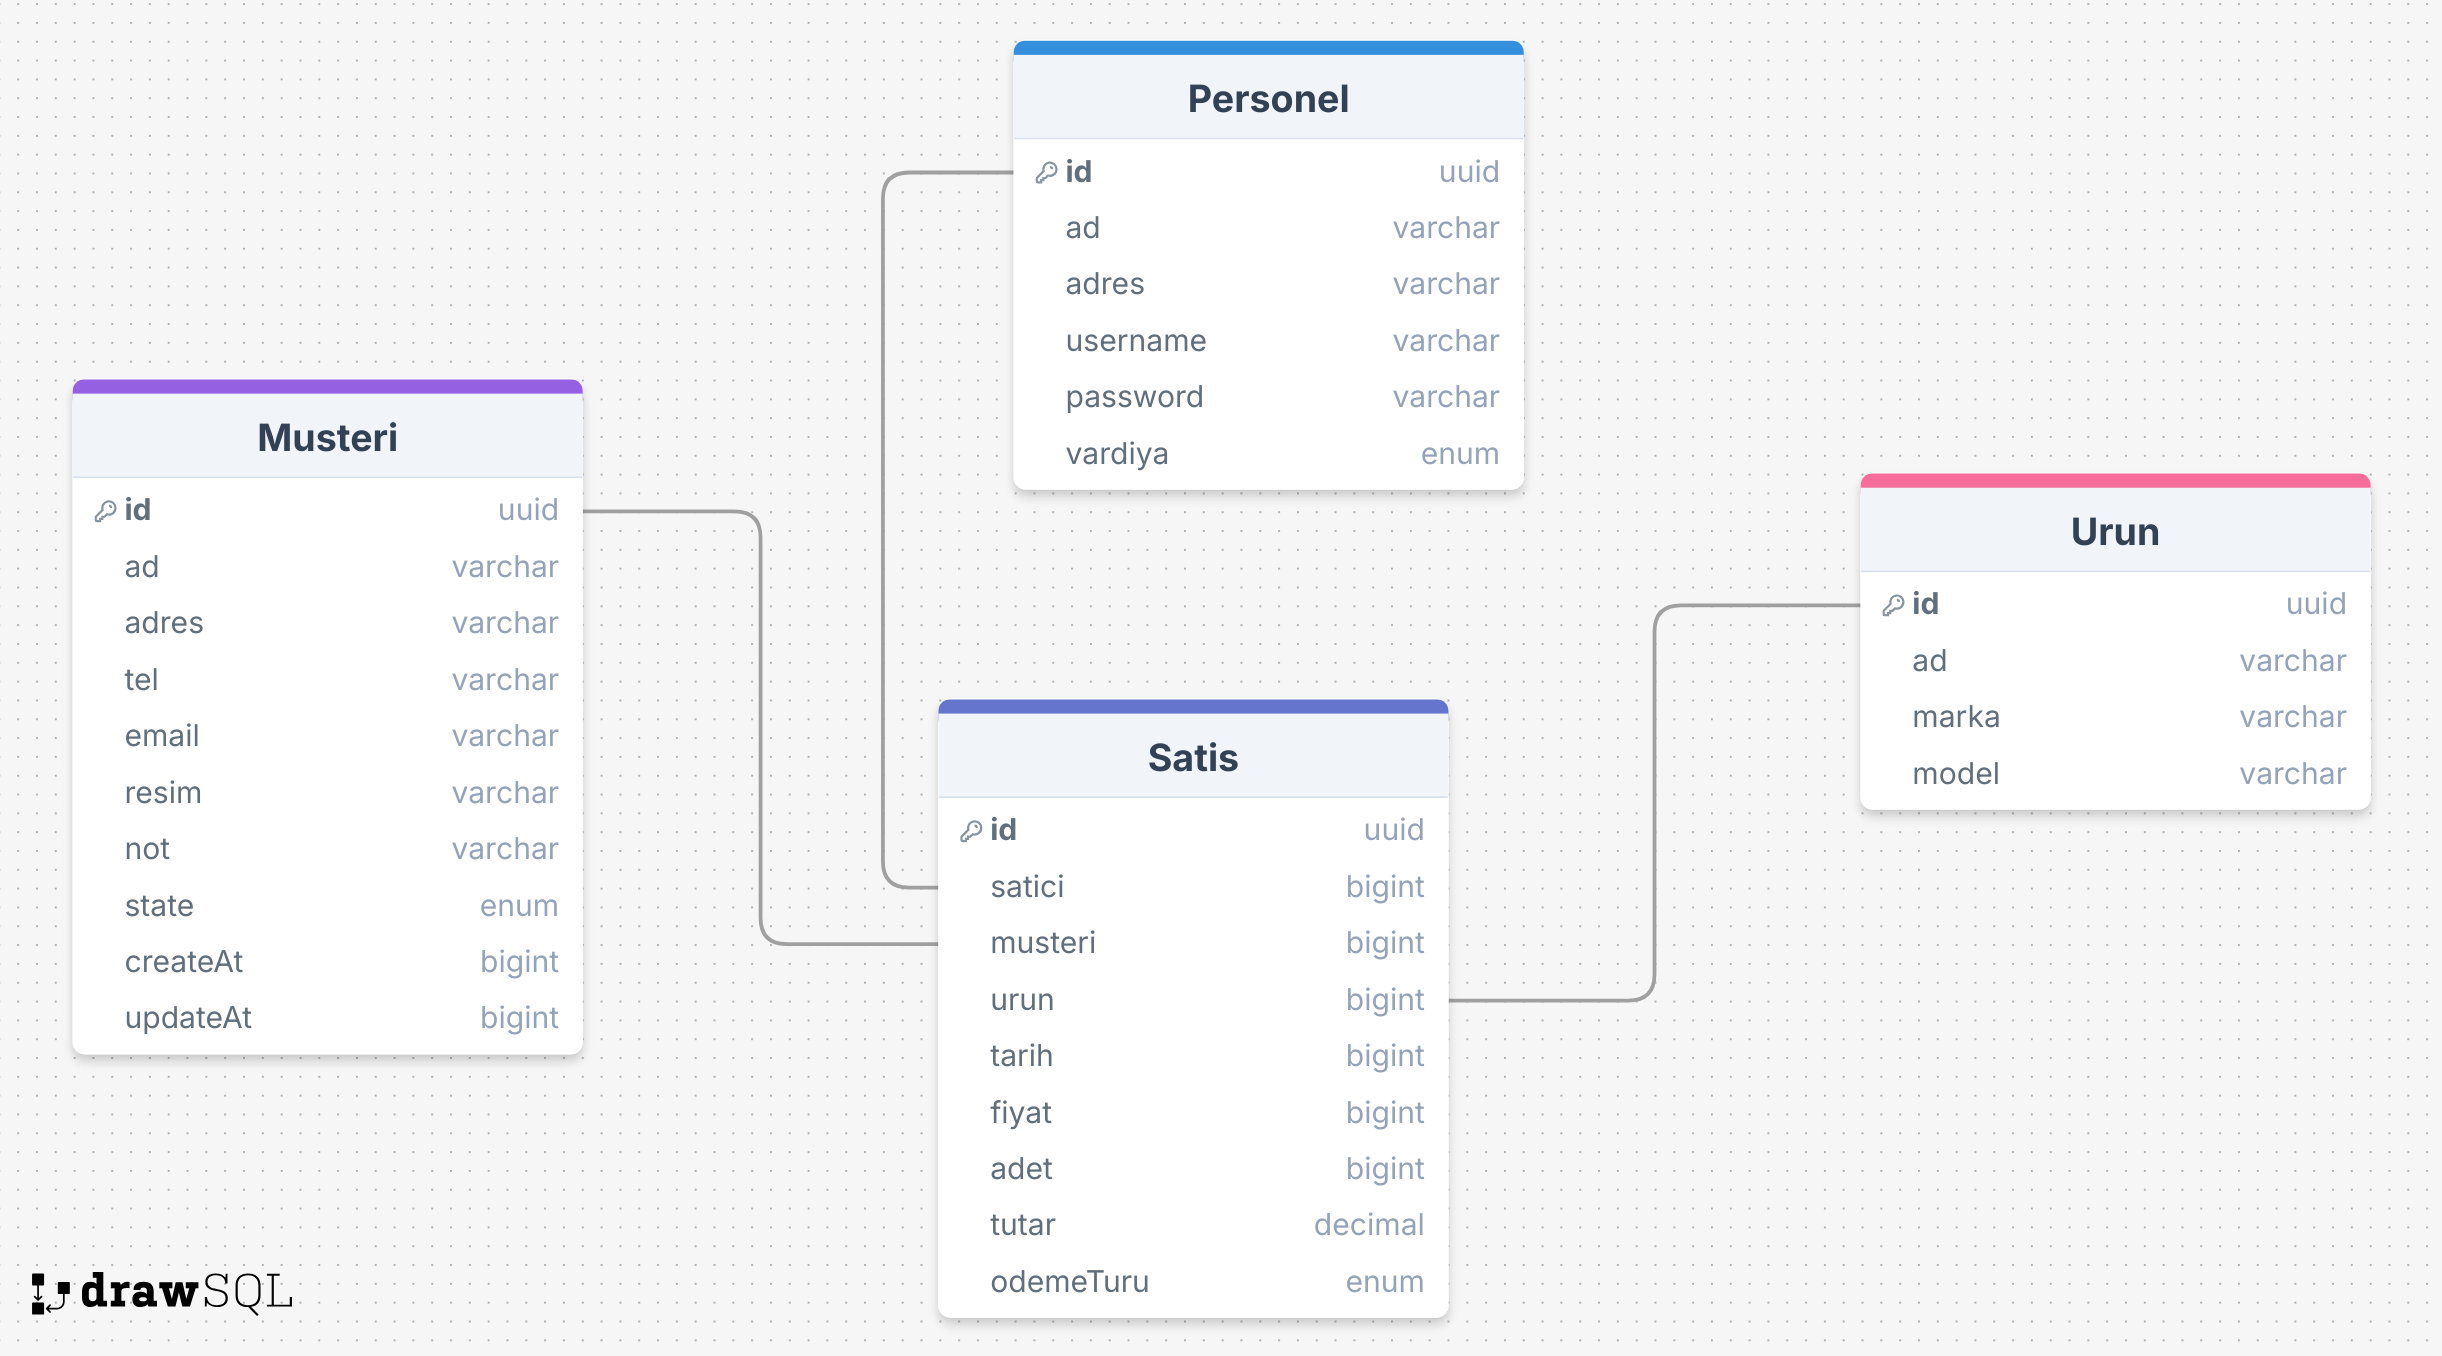 Personel
id uuid
ad varchar
adres varchar
username varchar
password varchar
vardiya enum
Musteri
id uuid
ad varchar
adres varchar
tel varchar
email varchar
resim varchar
not varchar
state enum
createAt bigint
updateAt bigint
Urun
id uuid
ad varchar
marka varchar
model varchar
Satis
id uuid
satici bigint
musteri bigint
urun bigint
tarih bigint
fiyat bigint
adet bigint
tutar decimal
odemeTuru enum
drawSQL